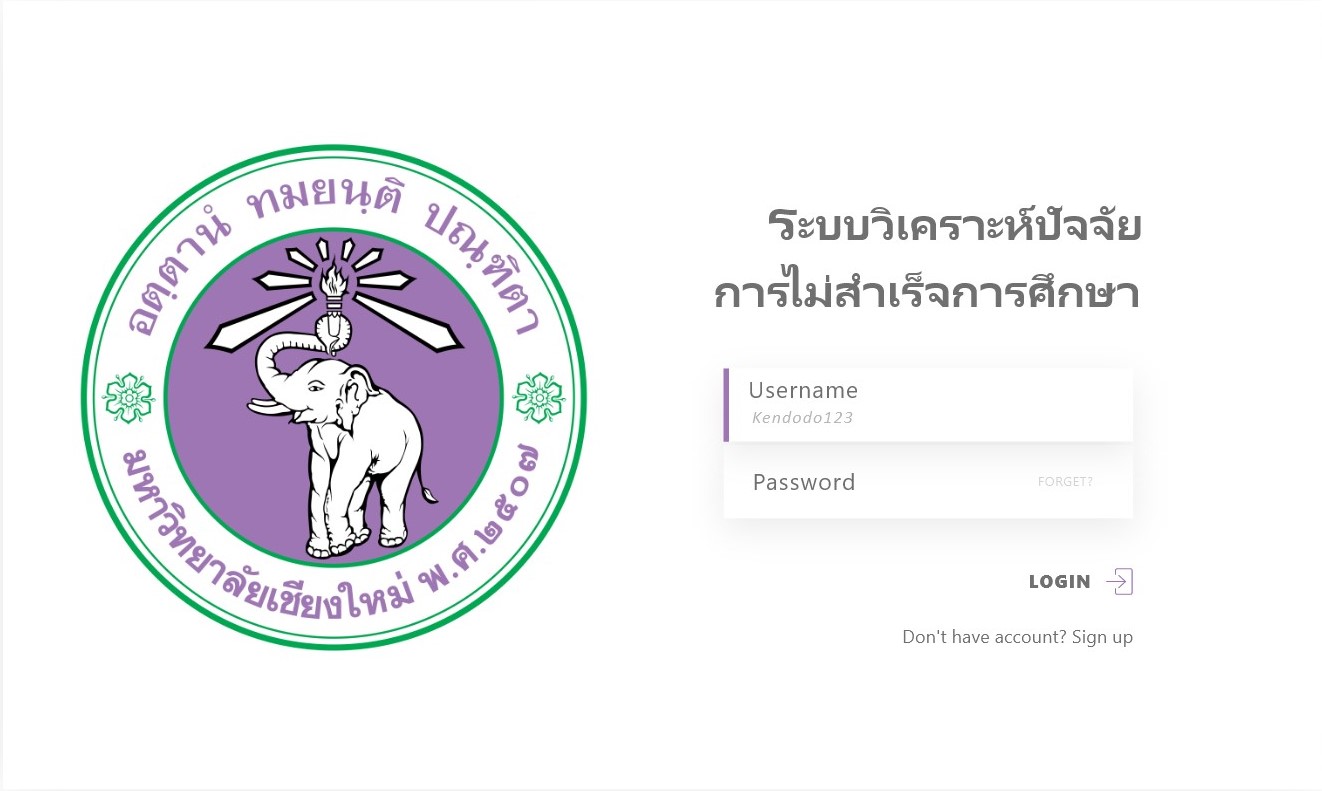 อตฺตานํ ทมยนฺติ ปณฺฑิตา
มหาวิทยาลัยเชียงใหม่ พ.ศ.๒๕๐๗
ระบบวิเคราะห์ปัจจัย
การไม่สำเร็จการศึกษา
Username
Kendodo123
Password
FORGET?
LOGIN
Don't have account? Sign up